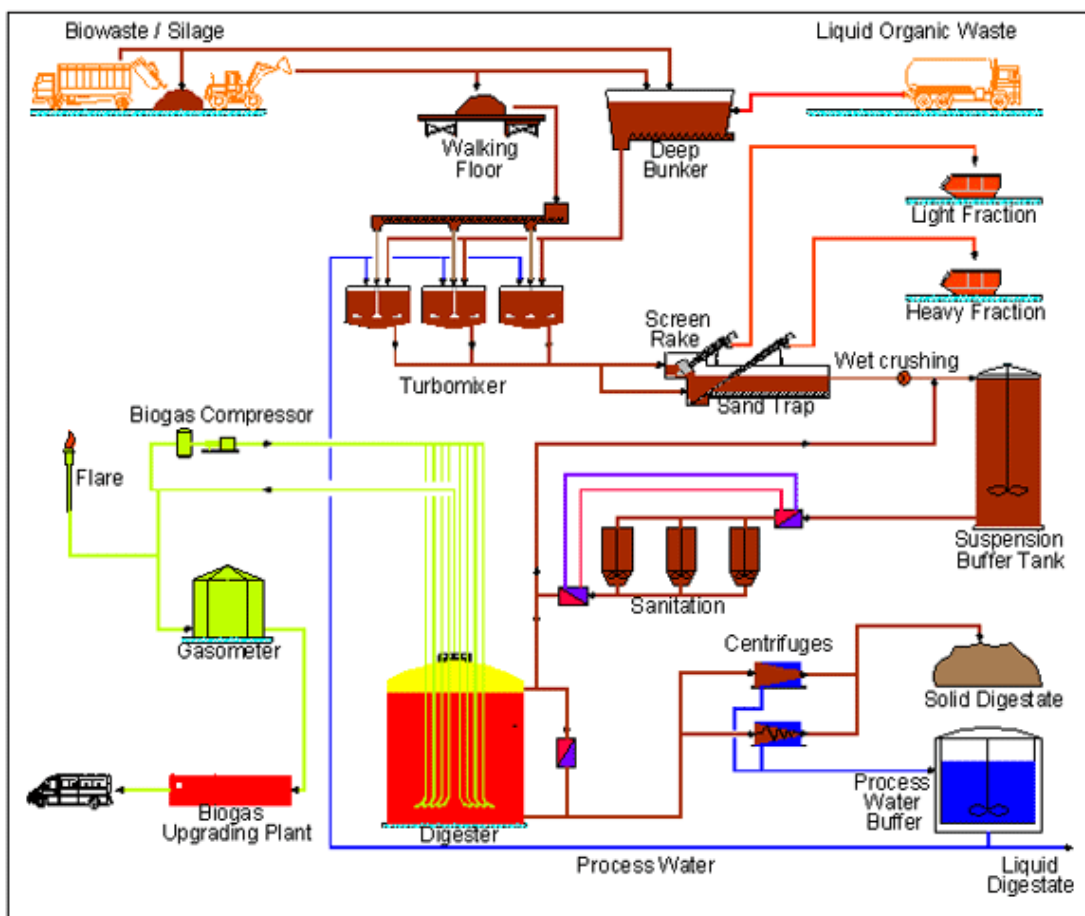 Biowaste / Silage
Liquid Organic Waste
Walking
Floor
Deep
Bunker
Light Fraction
Heavy Fraction
Screen
Rake
Wet crushing
Turbomixer
Sand Trap
Biogas Compressor
Flare
Suspension
Buffer Tank
Sanitation
Gasometer
Centrifuges
Solid Digestate
Process
Water
Buffer
Biogas
Upgrading Plant
Digester
Process Water
Liquid
Digestate